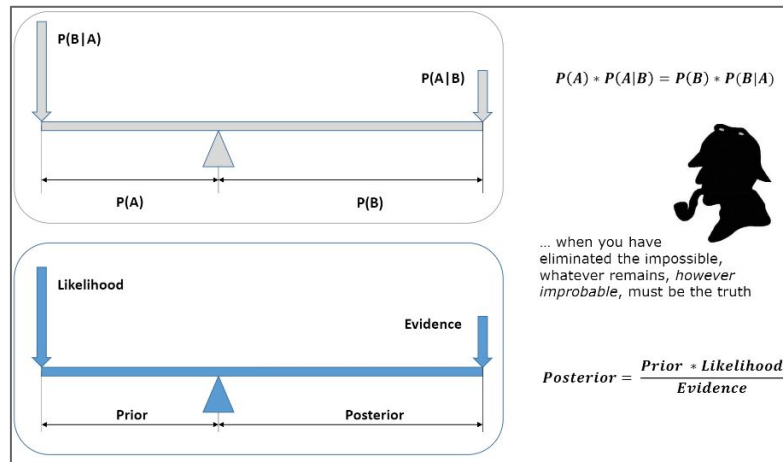 P(B|A)
P(A|B)
P(A)
P(B)
P(A) * P(A|B) = P(B) * P(B|A)
... when you have
eliminated the impossible,
whatever remains, however
improbable, must be the truth
Likelihood
Evidence
Prior
Posterior
Posterior = Prior * Likelihood
Evidence